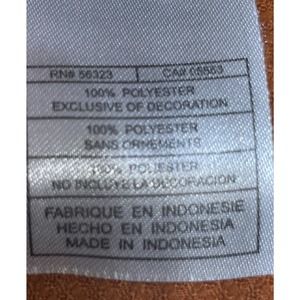 RN# 56323 CA# 05553
100% POLYESTER
EXCLUSIVE OF DECORATION
100% POLYESTER
SANS ORNEMENTS
100% POLYESTER
NO INCLUYE LA DECORACION
FABRIQUE EN INDONESIE
HECHO EN INDONESIA
MADE IN INDONESIA